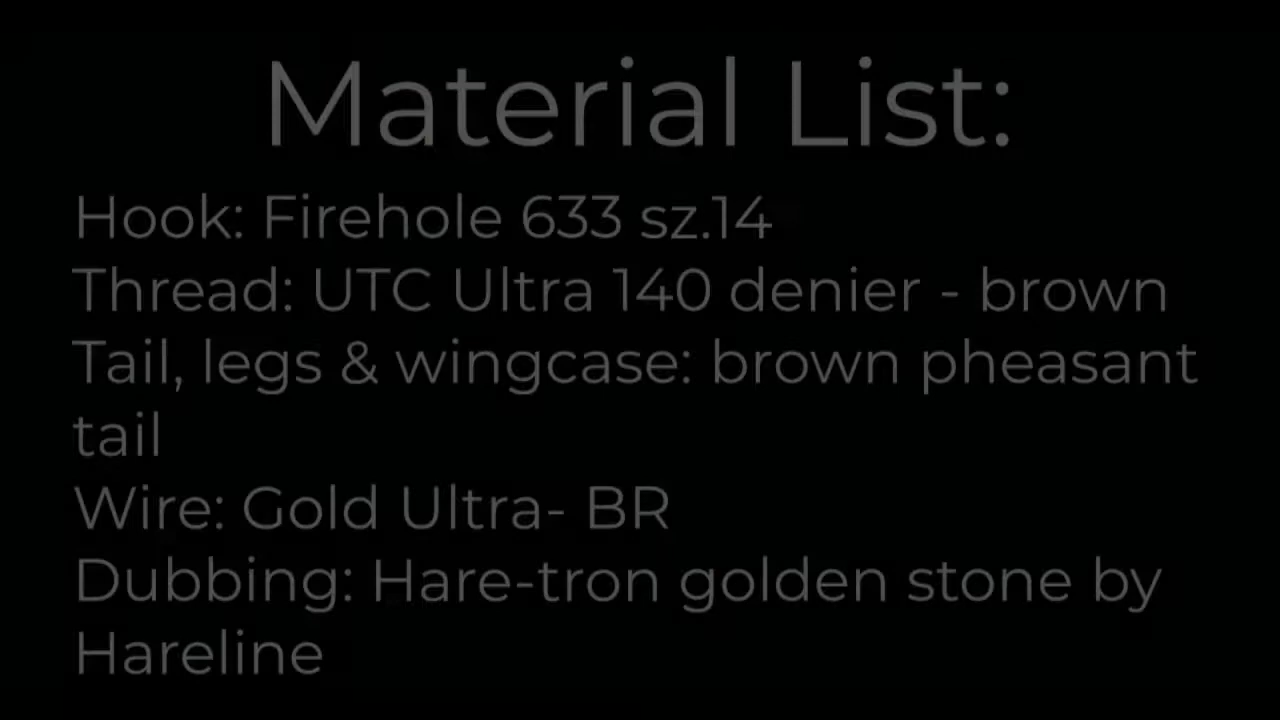 Material List:
Hook: Firehole 633 sz.14
Thread: UTC Ultra 140 denier - brown
Tail, legs & wingcase: brown pheasant
tail
Wire: Gold Ultra- BR
Dubbing: Hare-tron golden stone by
Hareline